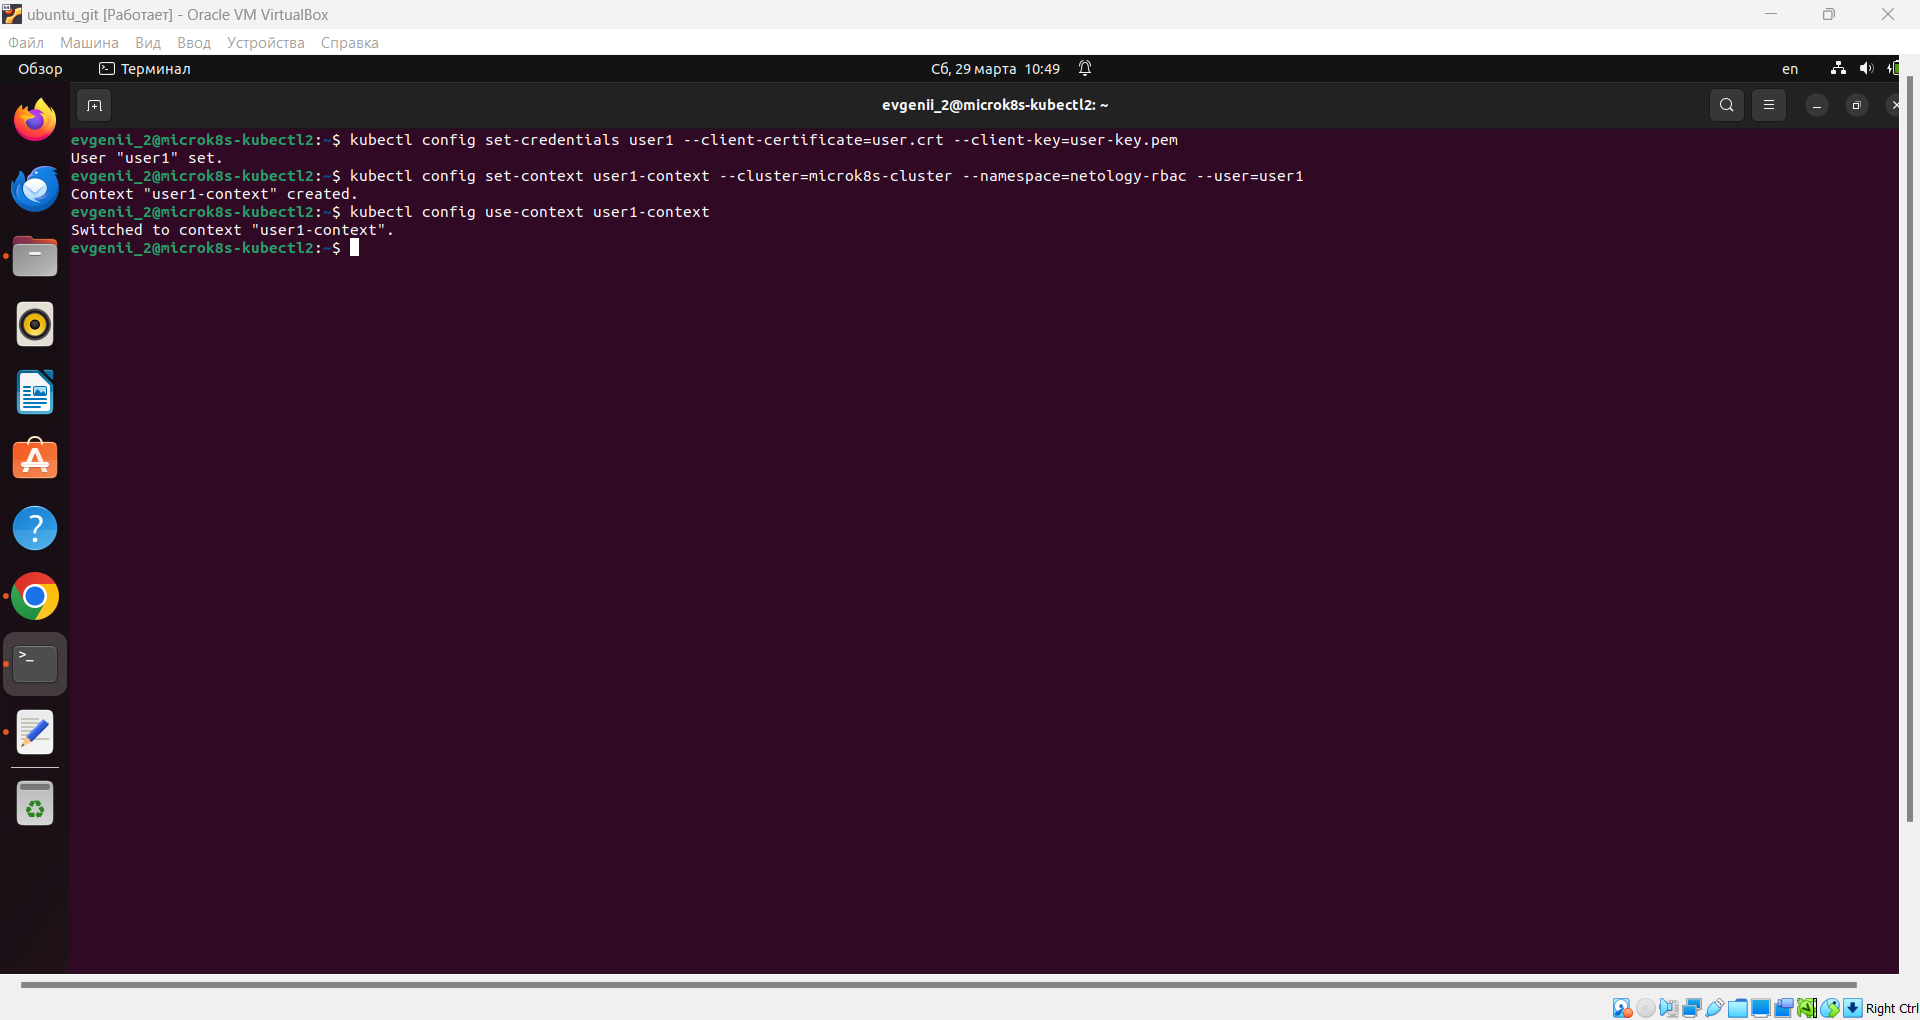 ubuntu_git [Работает] - Oracle VM VirtualBox
Файл Машина Вид Ввод Устройства Справка
Обзор Терминал Сб, 29 марта 10:49 en
evgenii_2@microk8s-kubectl2: ~
evgenii_2@microk8s-kubectl2:~$ kubectl config set-credentials user1 --client-certificate=user.crt --client-key=user-key.pem
User "user1" set.
evgenii_2@microk8s-kubectl2:~$ kubectl config set-context user1-context --cluster=microk8s-cluster --namespace=netology-rbac --user=user1
Context "user1-context" created.
evgenii_2@microk8s-kubectl2:~$ kubectl config use-context user1-context
Switched to context "user1-context".
evgenii_2@microk8s-kubectl2:~$
Right Ctrl